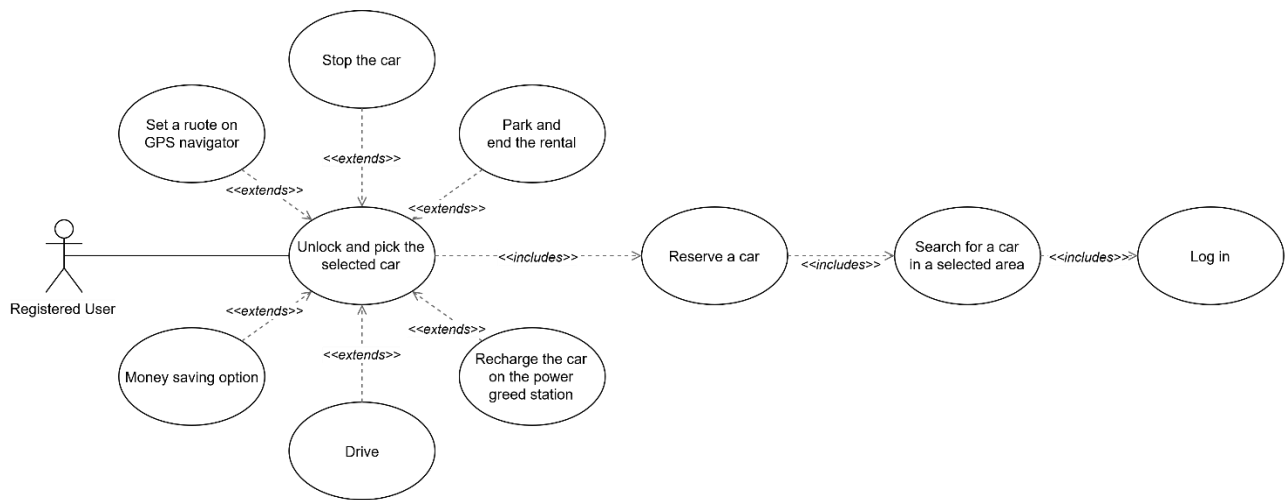 Stop the car
Set a ruote on
GPS navigator
Park and
end the rental
<<extends>>
<<extends>>
<<extends>>
Unlock and pick the
selected car
<<includes>>
Reserve a car
<<includes>>
Search for a car
in a selected area
<<includes>>
Log in
Registered User
<<extends>>
<<extends>>
<<extends>>
Money saving option
Recharge the car
on the power
greed station
Drive